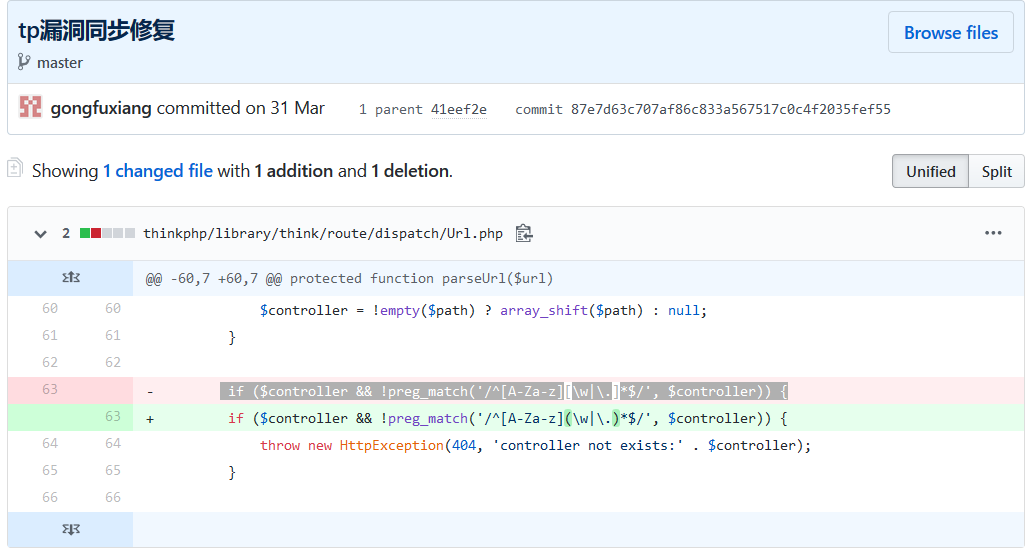 tp漏洞同步修复
Browse files
master
gongfuxiang committed on 31 Mar 1 parent 41eef2e commit 87e7d63c707af86c833a567517c0c4f2035fef55
Showing 1 changed file with 1 addition and 1 deletion.
Unified Split
2 thinkphp/library/think/route/dispatch/Url.php
@@ -60,7 +60,7 @@ protected function parseUrl($url)
60 60 $controller = !empty($path) ? array_shift($path) : null;
61 61 }
62 62
63 - if ($controller && !preg_match('/^[A-Za-z][\w|\.]*$/', $controller)) {
63 + if ($controller && !preg_match('/^[A-Za-z](\w|\.)*$/', $controller)) {
64 64 throw new HttpException(404, 'controller not exists:' . $controller);
65 65 }
66 66